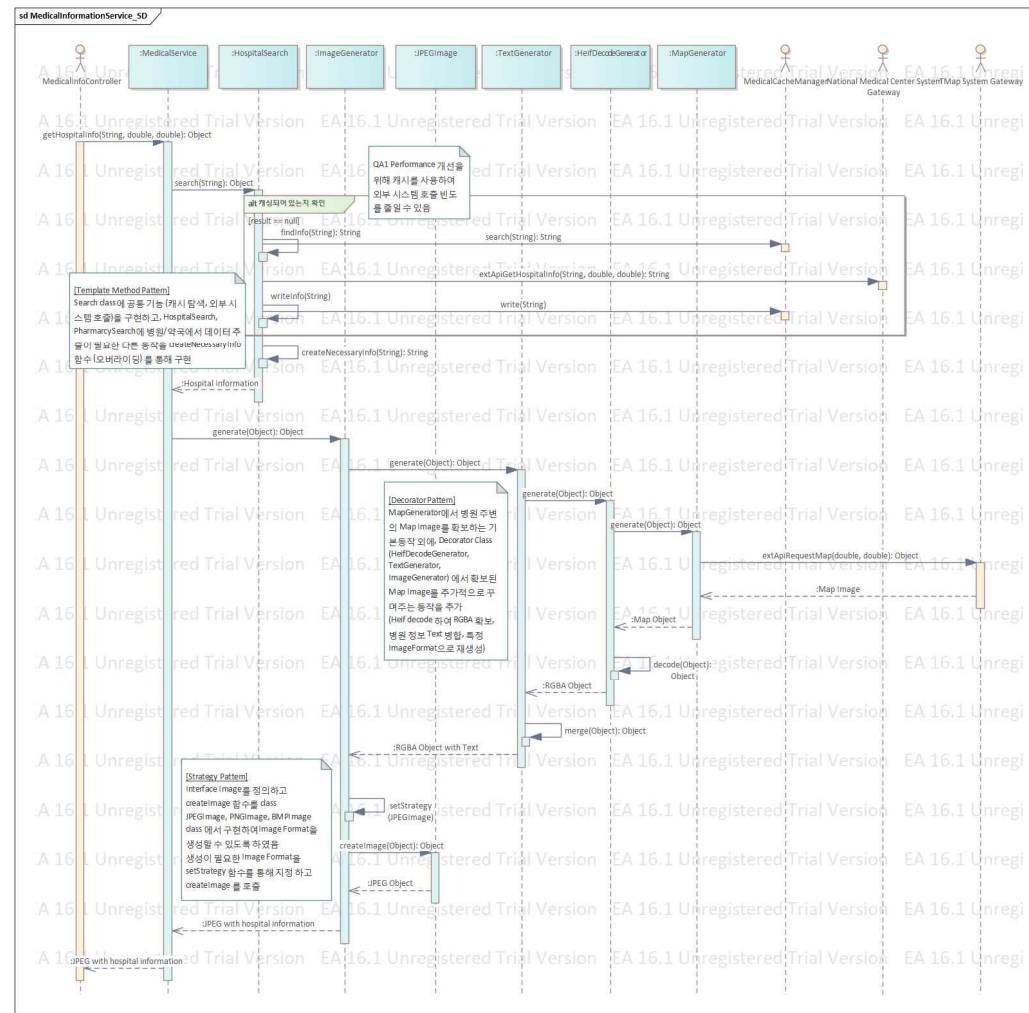 sd MedicalInformationService_SD
:MedicalService
:HospitalSearch
:ImageGenerator
:JPEGImage
:TextGenerator
:HeifDecodeGenerator
:MapGenerator
MedicalInfoController
MedicalCacheManager
National Medical Center System
Gateway
TMap System Gateway
getHospitalInfo(String, double, double): Object
QA1 Performance 개선을
위해 캐시를 사용하여
외부 시스템 호출 빈도
를 줄일 수 있음
search(String): Object
alt 캐싱되어 있는지 확인
[result == null]
findInfo(String): String
search(String): String
extApiGetHospitalInfo(String, double, double): String
[Template Method Pattern]
Search class에 공통 기능 (캐시 탐색, 외부 시
스템 호출)을 구현하고, HospitalSearch,
PharmarcySearch에 병원/약국에서 데이터 추
출이 필요한 다른 동작을 createNecessaryInfo
함수 (오버라이딩) 를 통해 구현
writeInfo(String)
write(String)
createNecessaryInfo(String): String
:Hospital information
generate(Object): Object
generate(Object): Object
generate(Object): Object
generate(Object): Object
[Decorator Pattern]
MapGenerator에서 병원 주변
의 Map Image를 확보하는 기
본동작 외에, Decorator Class
(HeifDecodeGenerator,
TextGenerator,
ImageGenerator) 에서 확보된
Map Image를 추가적으로 꾸
며주는 동작을 추가
(Heif decode 하여 RGBA 확보,
병원 정보 Text 병합, 특정
ImageFormat으로 재생성)
extApiRequestMap(double, double): Object
:Map Image
:Map Object
decode(Object):
Object
:RGBA Object
merge(Object): Object
:RGBA Object with Text
[Strategy Pattern]
Interface Image를 정의하고
createImage 함수를 class
JPEGImage, PNGImage, BMPImage
class 에서 구현하여 Image Format을
생성할 수 있도록 하였음
생성이 필요한 Image Format을
setStrategy 함수를 통해 지정 하고
createImage 를 호출
setStrategy
(JPEGImage)
createImage(Object): Object
:JPEG Object
:JPEG with hospital information
:JPEG with hospital information
EA 16.1 Unregistered Trial Version